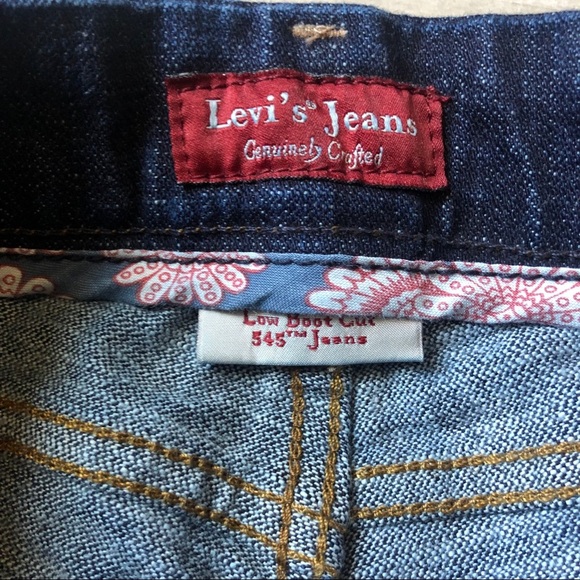 Levi's® Jeans
Genuinely Crafted
Low Boot Cut
545™ Jeans